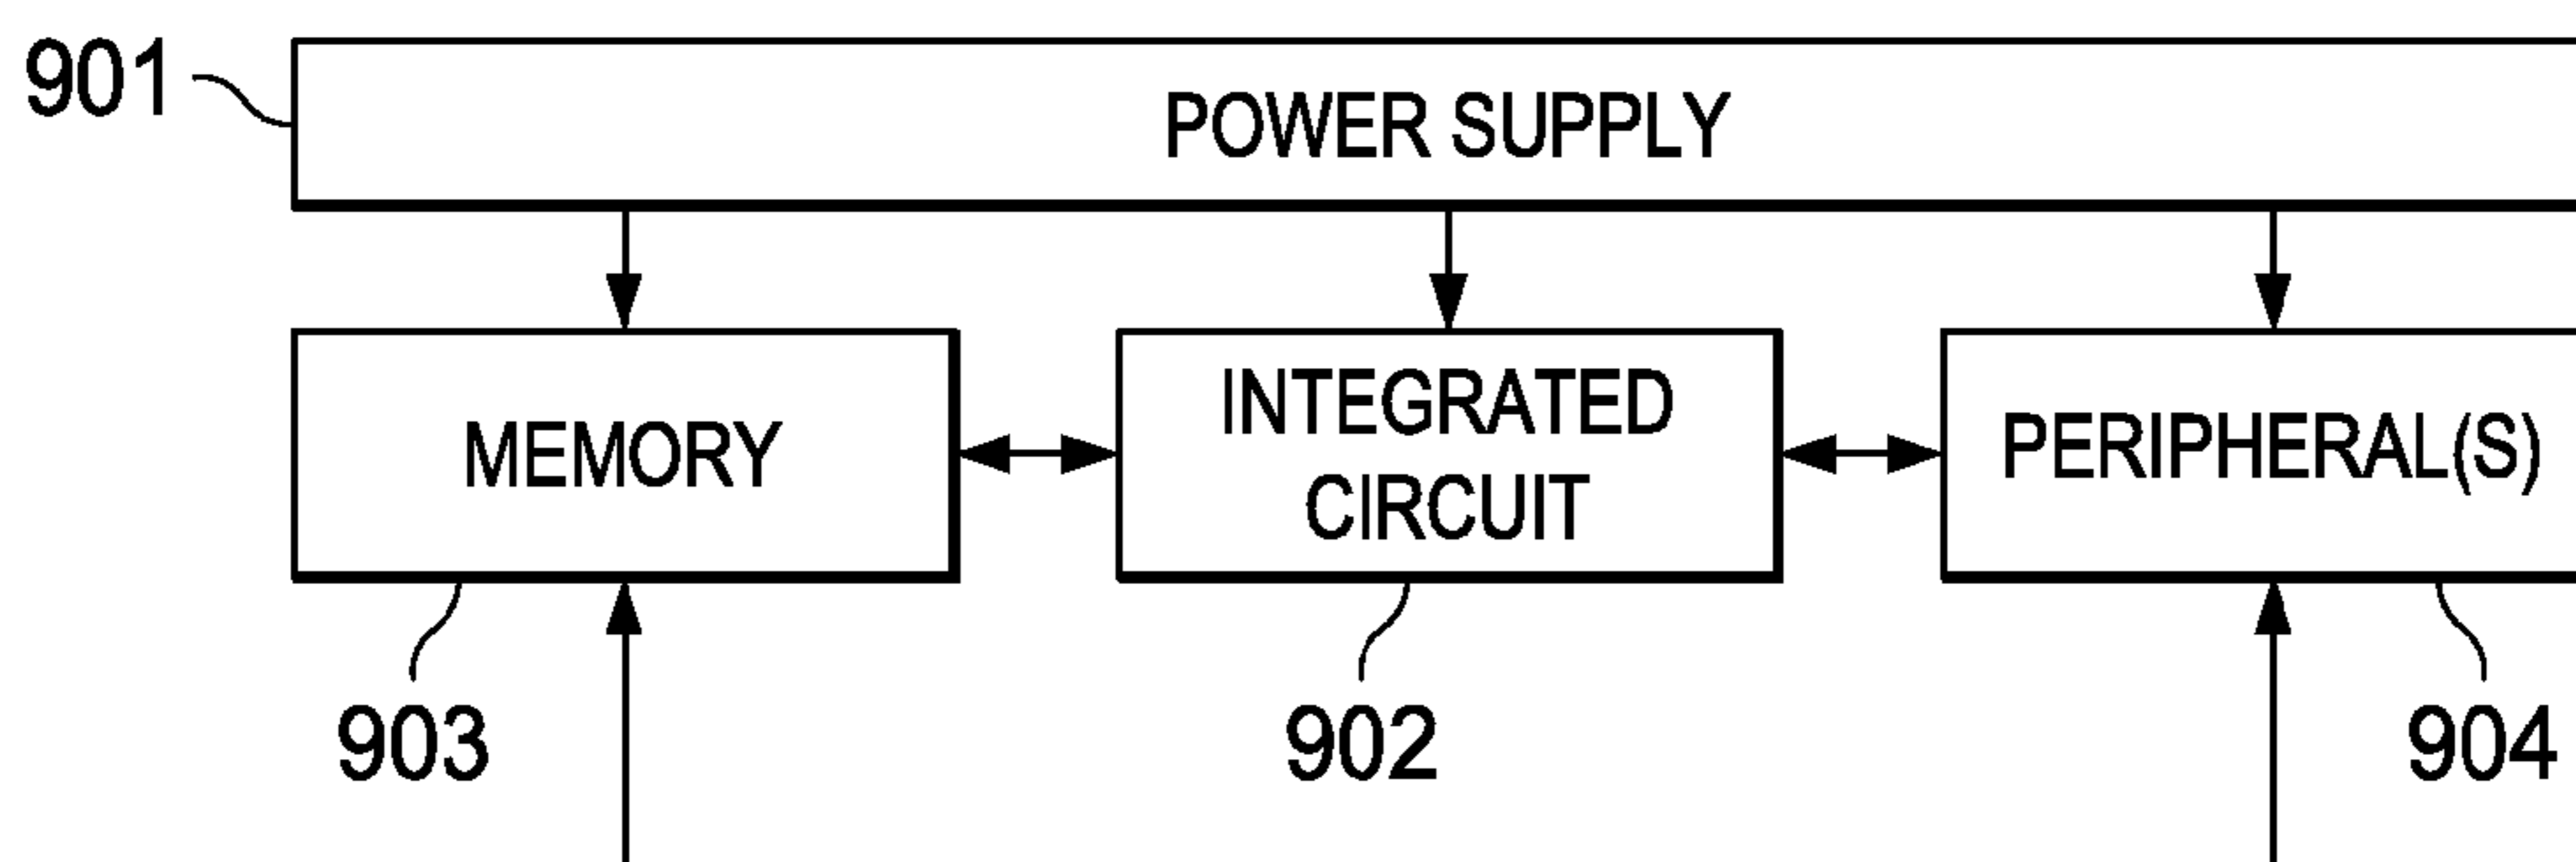 901
POWER SUPPLY
MEMORY
INTEGRATED
CIRCUIT
PERIPHERAL(S)
903
902
904